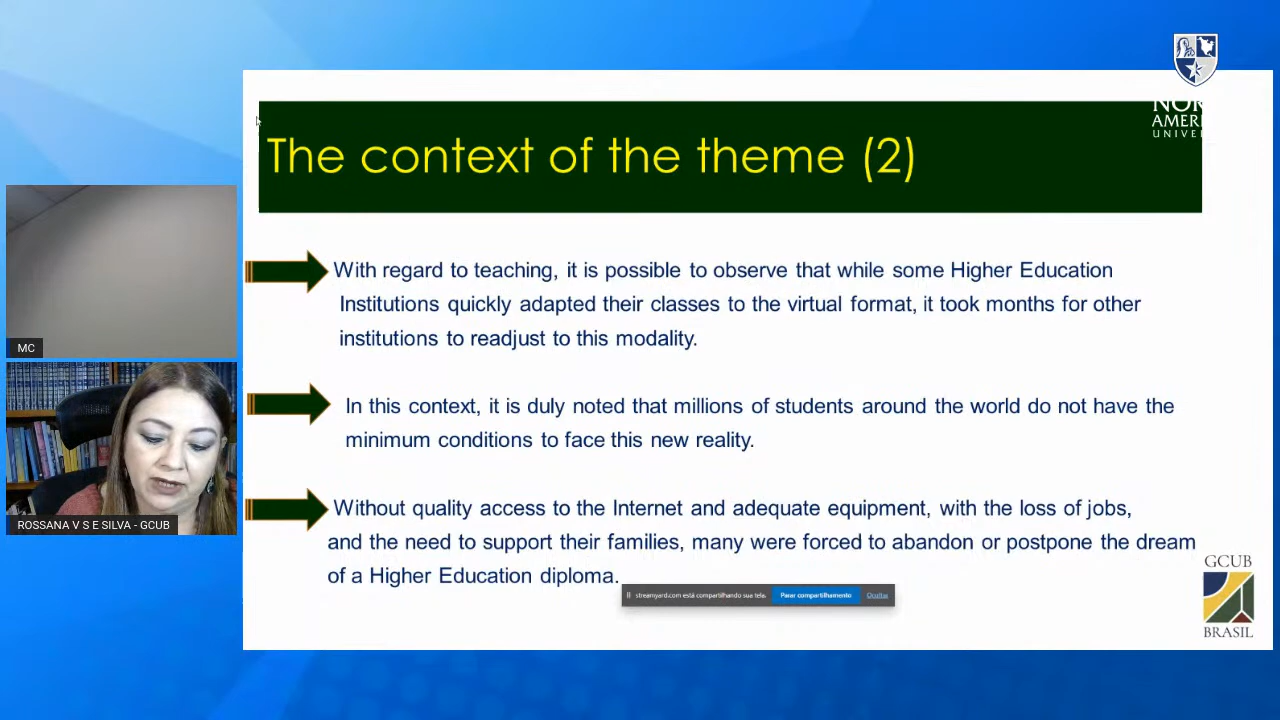 NOR
AMERI
UNIVE
The context of the theme (2)
With regard to teaching, it is possible to observe that while some Higher Education
Institutions quickly adapted their classes to the virtual format, it took months for other
institutions to readjust to this modality.
In this context, it is duly noted that millions of students around the world do not have the
minimum conditions to face this new reality.
Without quality access to the Internet and adequate equipment, with the loss of jobs,
and the need to support their families, many were forced to abandon or postpone the dream
of a Higher Education diploma.
streamyard.com está compartilhando sua tela.
Parar compartilhamento
Ocultar
GCUB
BRASIL
MC
ROSSANA V S E SILVA - GCUB